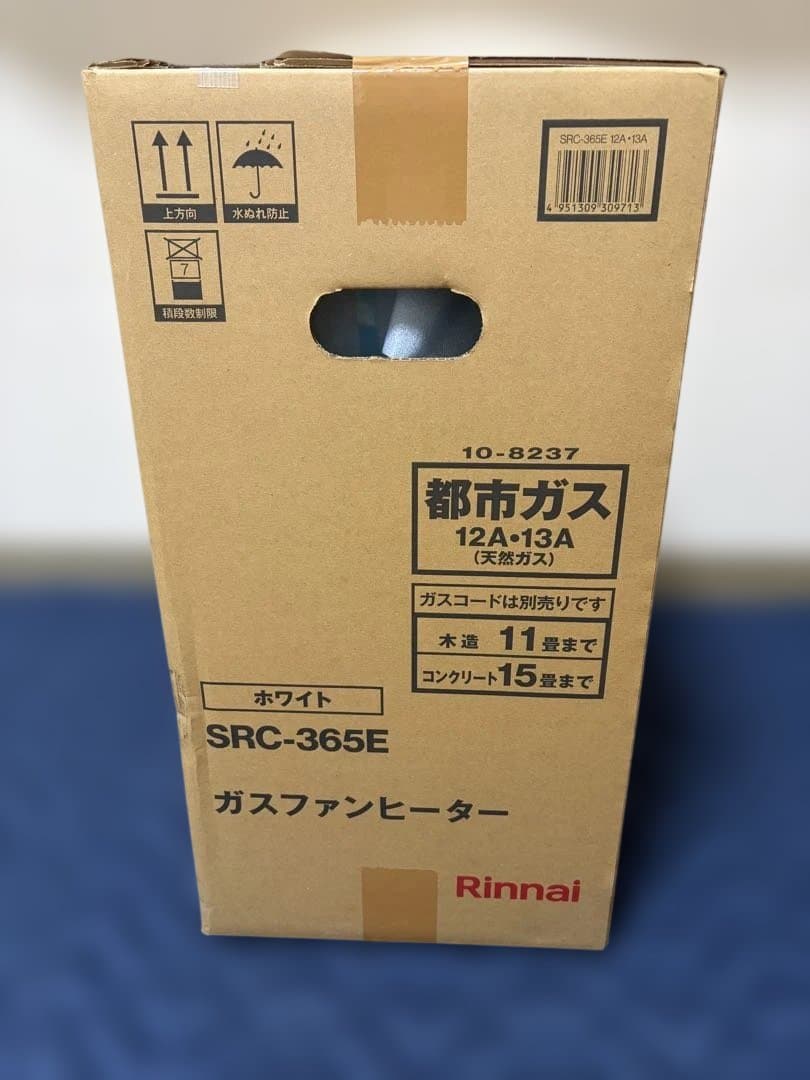 上方向
水ぬれ防止
7
積段数制限
SRC-365E 12A・13A
4 951309 309713
10-8237
都市ガス
12A・13A
(天然ガス)
ガスコードは別売りです
木造 11畳まで
コンクリート15畳まで
ホワイト
SRC-365E
ガスファンヒーター
Rinnai